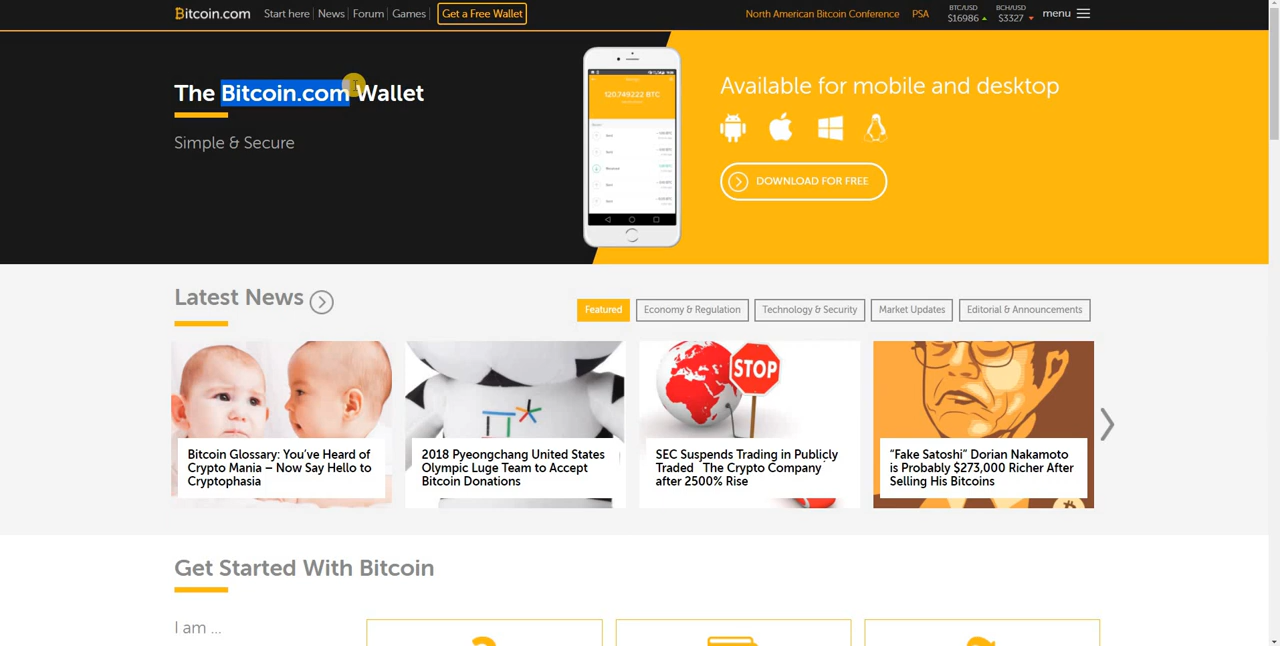 Bitcoin.com Start here News Forum Games Get a Free Wallet North American Bitcoin Conference PSA BTC/USD $16986 BCH/USD $3327 menu
The Bitcoin.com Wallet
Simple & Secure
120.749222 BTC
Available for mobile and desktop
DOWNLOAD FOR FREE
Latest News
Featured Economy & Regulation Technology & Security Market Updates Editorial & Announcements
Bitcoin Glossary: You've Heard of
Crypto Mania – Now Say Hello to
Cryptophasia
2018 Pyeongchang United States
Olympic Luge Team to Accept
Bitcoin Donations
STOP
SEC Suspends Trading in Publicly
Traded The Crypto Company
after 2500% Rise
“Fake Satoshi” Dorian Nakamoto
is Probably $273,000 Richer After
Selling His Bitcoins
Get Started With Bitcoin
I am ...